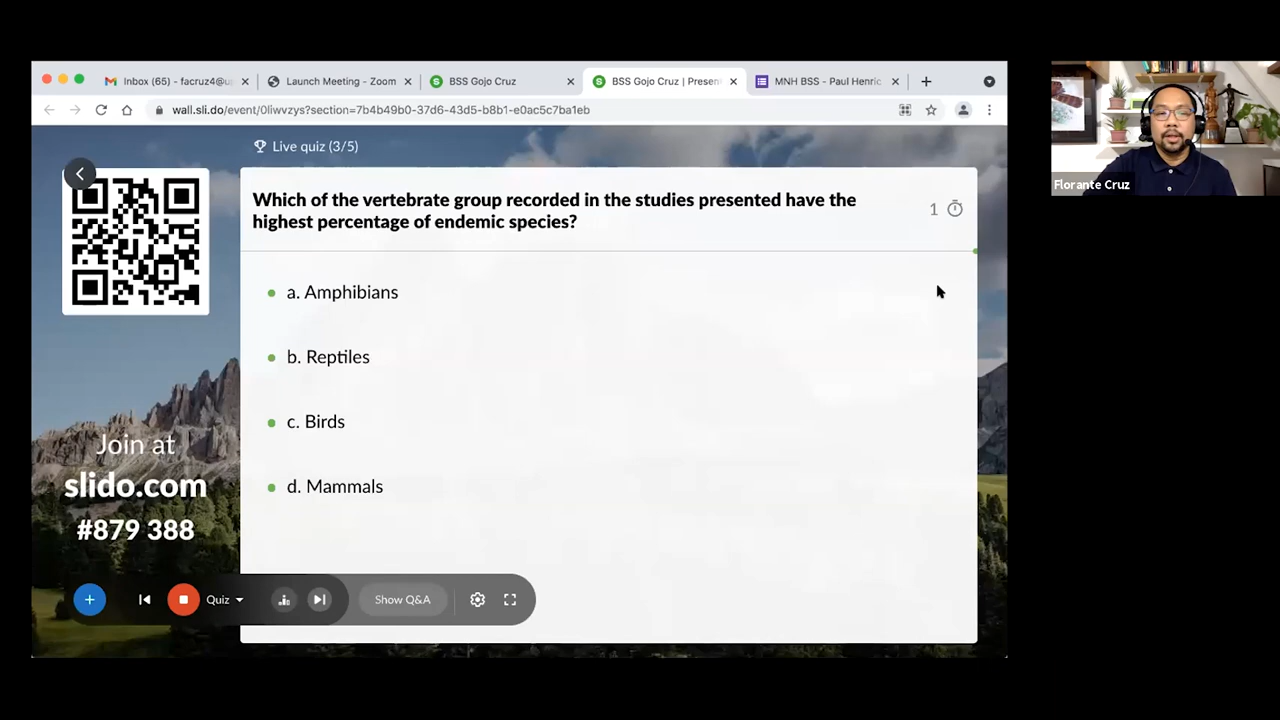 Inbox (65) - facruz4@u
Launch Meeting - Zoom
BSS Gojo Cruz
BSS Gojo Cruz | Presen
MNH BSS - Paul Henric
wall.sli.do/event/0liwvzys?section=7b4b49b0-37d6-43d5-b8b1-e0ac5c7ba1eb
Live quiz (3/5)
Which of the vertebrate group recorded in the studies presented have the
highest percentage of endemic species?
1
a. Amphibians
b. Reptiles
c. Birds
d. Mammals
Join at
slido.com
#879 388
Quiz
Show Q&A
Florante Cruz